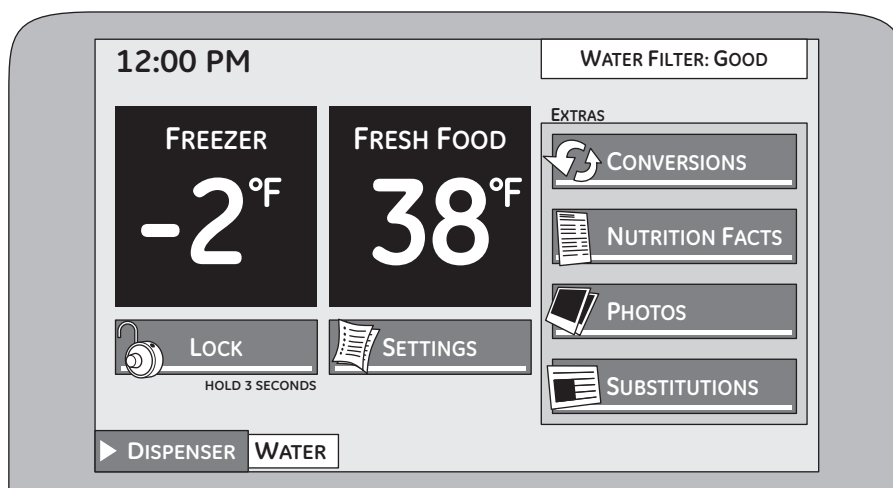 12:00 PM
WATER FILTER: GOOD
FREEZER
-2°F
FRESH FOOD
38°F
EXTRAS
CONVERSIONS
NUTRITION FACTS
PHOTOS
SUBSTITUTIONS
LOCK
HOLD 3 SECONDS
SETTINGS
DISPENSER
WATER